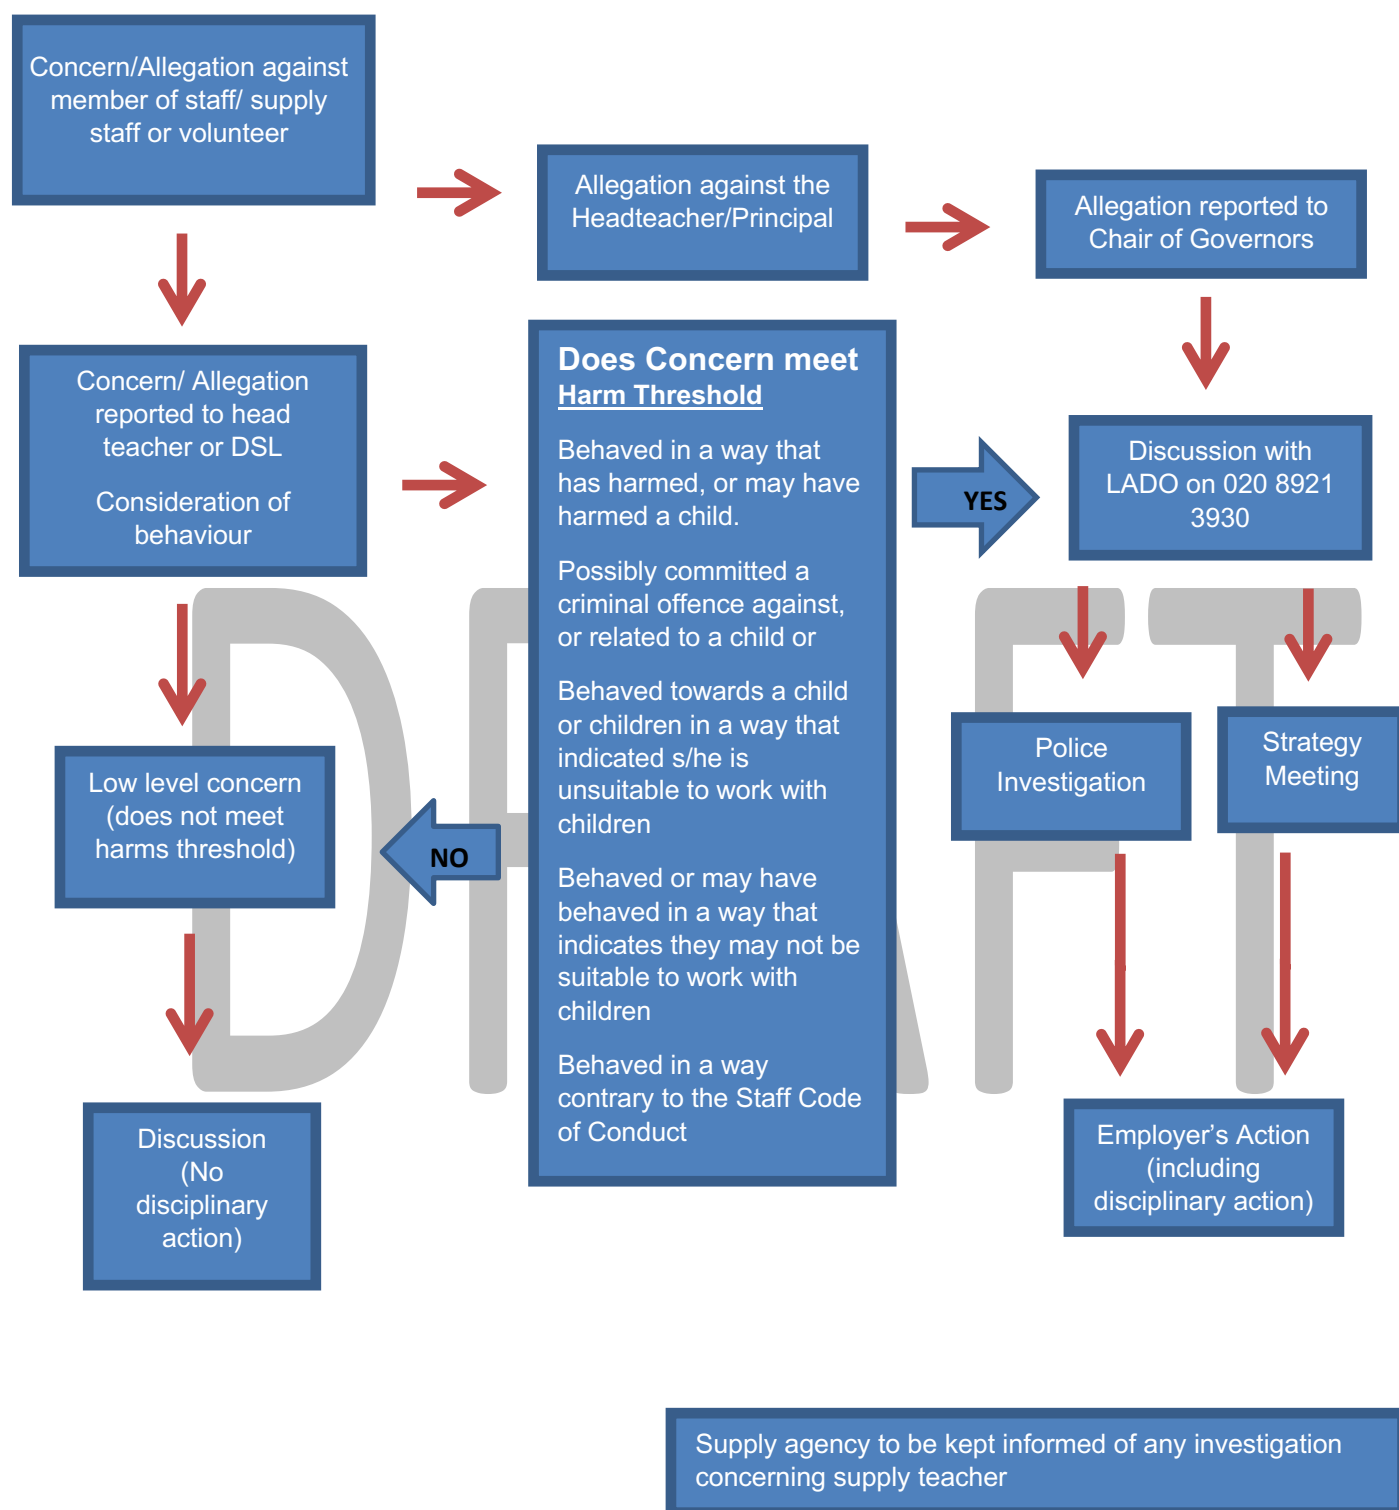 Concern/Allegation against
member of staff/ supply
staff or volunteer
Allegation against the
Headteacher/Principal
Allegation reported to
Chair of Governors
Concern/ Allegation
reported to head
teacher or DSL
Consideration of
behaviour
Does Concern meet
Harm Threshold
Behaved in a way that
has harmed, or may have
harmed a child.
Possibly committed a
criminal offence against,
or related to a child or
Behaved towards a child
or children in a way that
indicated s/he is
unsuitable to work with
children
Behaved or may have
behaved in a way that
indicates they may not be
suitable to work with
children
Behaved in a way
contrary to the Staff Code
of Conduct
YES
Discussion with
LADO on 020 8921
3930
Low level concern
(does not meet
harms threshold)
NO
Police
Investigation
Strategy
Meeting
Discussion
(No
disciplinary
action)
Employer’s Action
(including
disciplinary action)
Supply agency to be kept informed of any investigation
concerning supply teacher
DRAFT